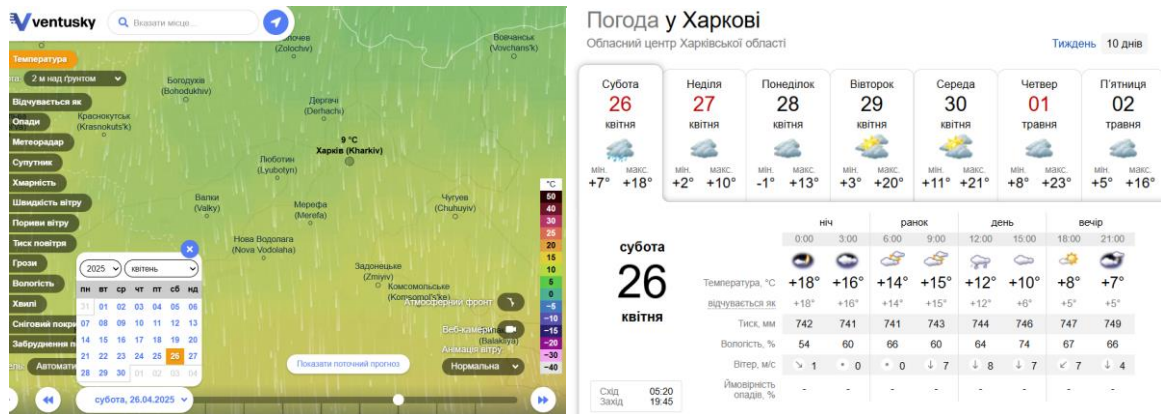 ventusky
Вказати місце...
(Zolochiv)
Вовчанськ
(Vovchans'k)
Температура
2 м над ґрунтом
Богодухів
(Bohodukhiv)
Відчувається як
Дергачі
(Derhachi)
Опади
Краснокутськ
(Krasnokuts'k)
Метеорадар
9 °C
Харків (Kharkiv)
Супутник
Люботин
(Lyubotyn)
Хмарність
Швидкість вітру
Валки
(Valky)
Мерефа
(Merefa)
Чугуев
(Chuhuyiv)
Пориви вітру
Тиск повітря
Нова Водолага
(Nova Vodolaha)
Грози
2025 квітень
Задонецьке
(Zmyiv)
Вологість
пн вт ср чт пт сб нд
Комсомольське
(Komsomol's'ke)
Атмосферний фронт
Хвилі
31 01 02 03 04 05 06
Сніговий покри
07 08 09 10 11 12 13
Веб-камери
(Balakliya)
Забруднення п
14 15 16 17 18 19 20
Анімація вітру
21 22 23 24 25 26 27
Автомати
28 29 30 01 02 03 04
Показати поточний прогноз
Нормальна
субота, 26.04.2025
°C
50
40
30
25
20
15
10
5
0
−5
−10
−15
−20
−30
−40
Погода у Харкові
Обласний центр Харківської області
Тиждень 10 днів
Субота Неділя Понеділок Вівторок Середа Четвер П'ятниця
26 27 28 29 30 01 02
квітня квітня квітня квітня квітня травня травня
мін. макс. мін. макс. мін. макс. мін. макс. мін. макс. мін. макс. мін. макс.
+7° +18° +2° +10° -1° +13° +3° +20° +11° +21° +8° +23° +5° +16°
ніч ранок день вечір
0:00 3:00 6:00 9:00 12:00 15:00 18:00 21:00
субота
26
квітня
Температура, °C +18° +16° +14° +15° +12° +10° +8° +7°
відчувається як +18° +16° +14° +15° +12° +6° +5° +5°
Тиск, мм 742 741 741 743 744 746 747 749
Вологість, % 54 60 66 60 64 74 67 66
Вітер, м/с 1 0 0 7 8 7 7 4
Ймовірність
опадів, % - - - - - - - -
Схід 05:20
Захід 19:45